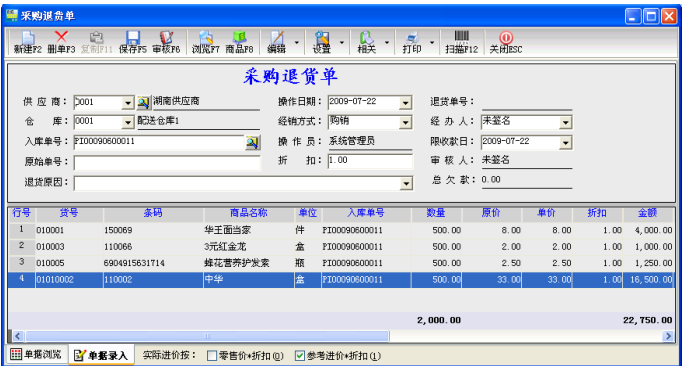 采购退货单
新建F2 删单F3 复制F11 保存F5 审核F6 浏览F7 商品F8 编辑 设置 相关 打印 扫描F12 关闭ESC
采购退货单
供 应 商： 0001 湖南供应商 操作日期： 2009-07-22 退货单号：
仓 库： 0001 配送仓库1 经销方式： 购销 经 办 人： 未签名
入库单号： PI00090600011 操 作 员： 系统管理员 限收款日： 2009-07-22
原始单号： 折 扣： 1.00 审 核 人： 未签名
退货原因： 总 欠 款： 0.00
行号 货号 条码 商品名称 单位 入库单号 数量 原价 单价 折扣 金额
1 010001 150069 华王面当家 件 PI00090600011 500.00 8.00 8.00 1.00 4,000.00
2 010003 110066 3元红金龙 盒 PI00090600011 500.00 2.00 2.00 1.00 1,000.00
3 010005 6904915631714 蜂花营养护发素 瓶 PI00090600011 500.00 2.50 2.50 1.00 1,250.00
4 01010002 110002 中华 盒 PI00090600011 500.00 33.00 33.00 1.00 16,500.00
2,000.00 22,750.00
单据浏览 单据录入 实际进价按： 零售价*折扣(0) 参考进价*折扣(1)